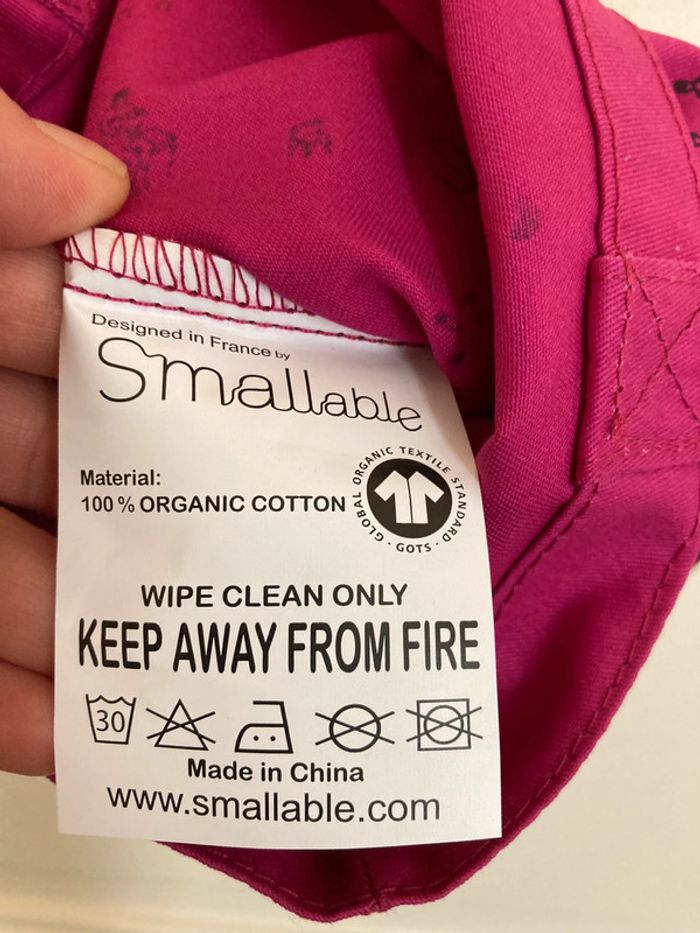 Designed in France by
Smallable
Material:
100 % ORGANIC COTTON
GLOBAL ORGANIC TEXTILE STANDARD · GOTS ·
WIPE CLEAN ONLY
KEEP AWAY FROM FIRE
30
Made in China
www.smallable.com